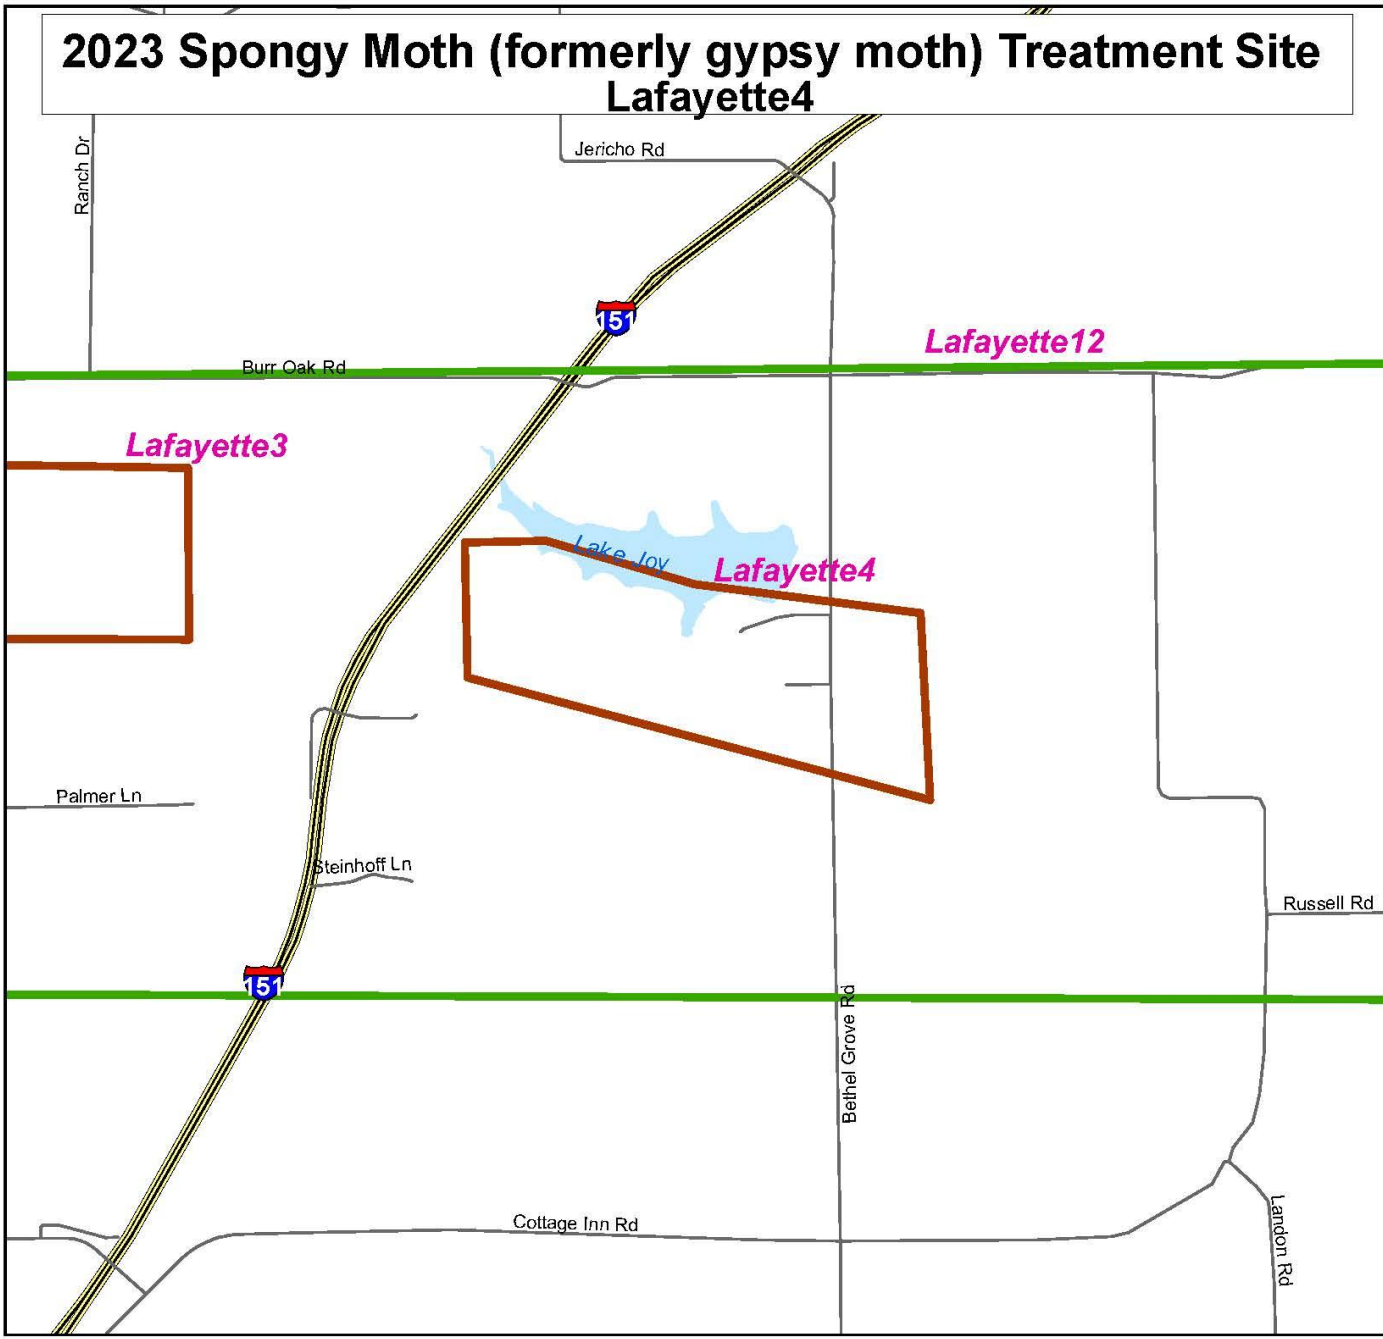 2023 Spongy Moth (formerly gypsy moth) Treatment Site
Lafayette4
Ranch Dr
Jericho Rd
151
Lafayette12
Burr Oak Rd
Lafayette3
Lake Joy
Lafayette4
Palmer Ln
Steinhoff Ln
Russell Rd
151
Bethel Grove Rd
Cottage Inn Rd
Landon Rd